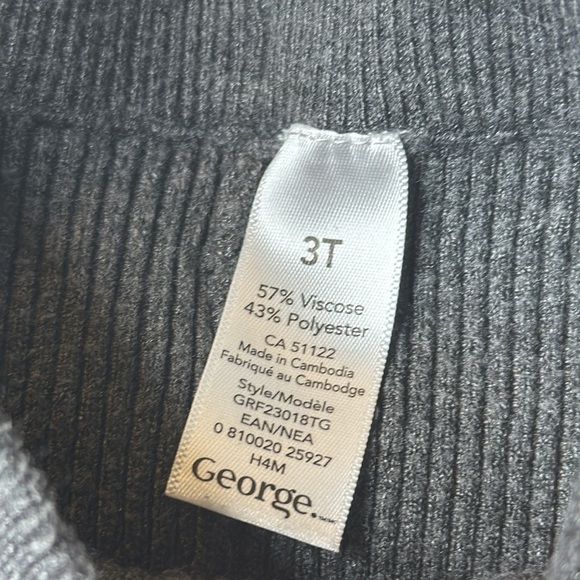 3T
57% Viscose
43% Polyester
CA 51122
Made in Cambodia
Fabriqué au Cambodge
Style/Modèle
GRF23018TG
EAN/NEA
0 810020 25927
H4M
George.